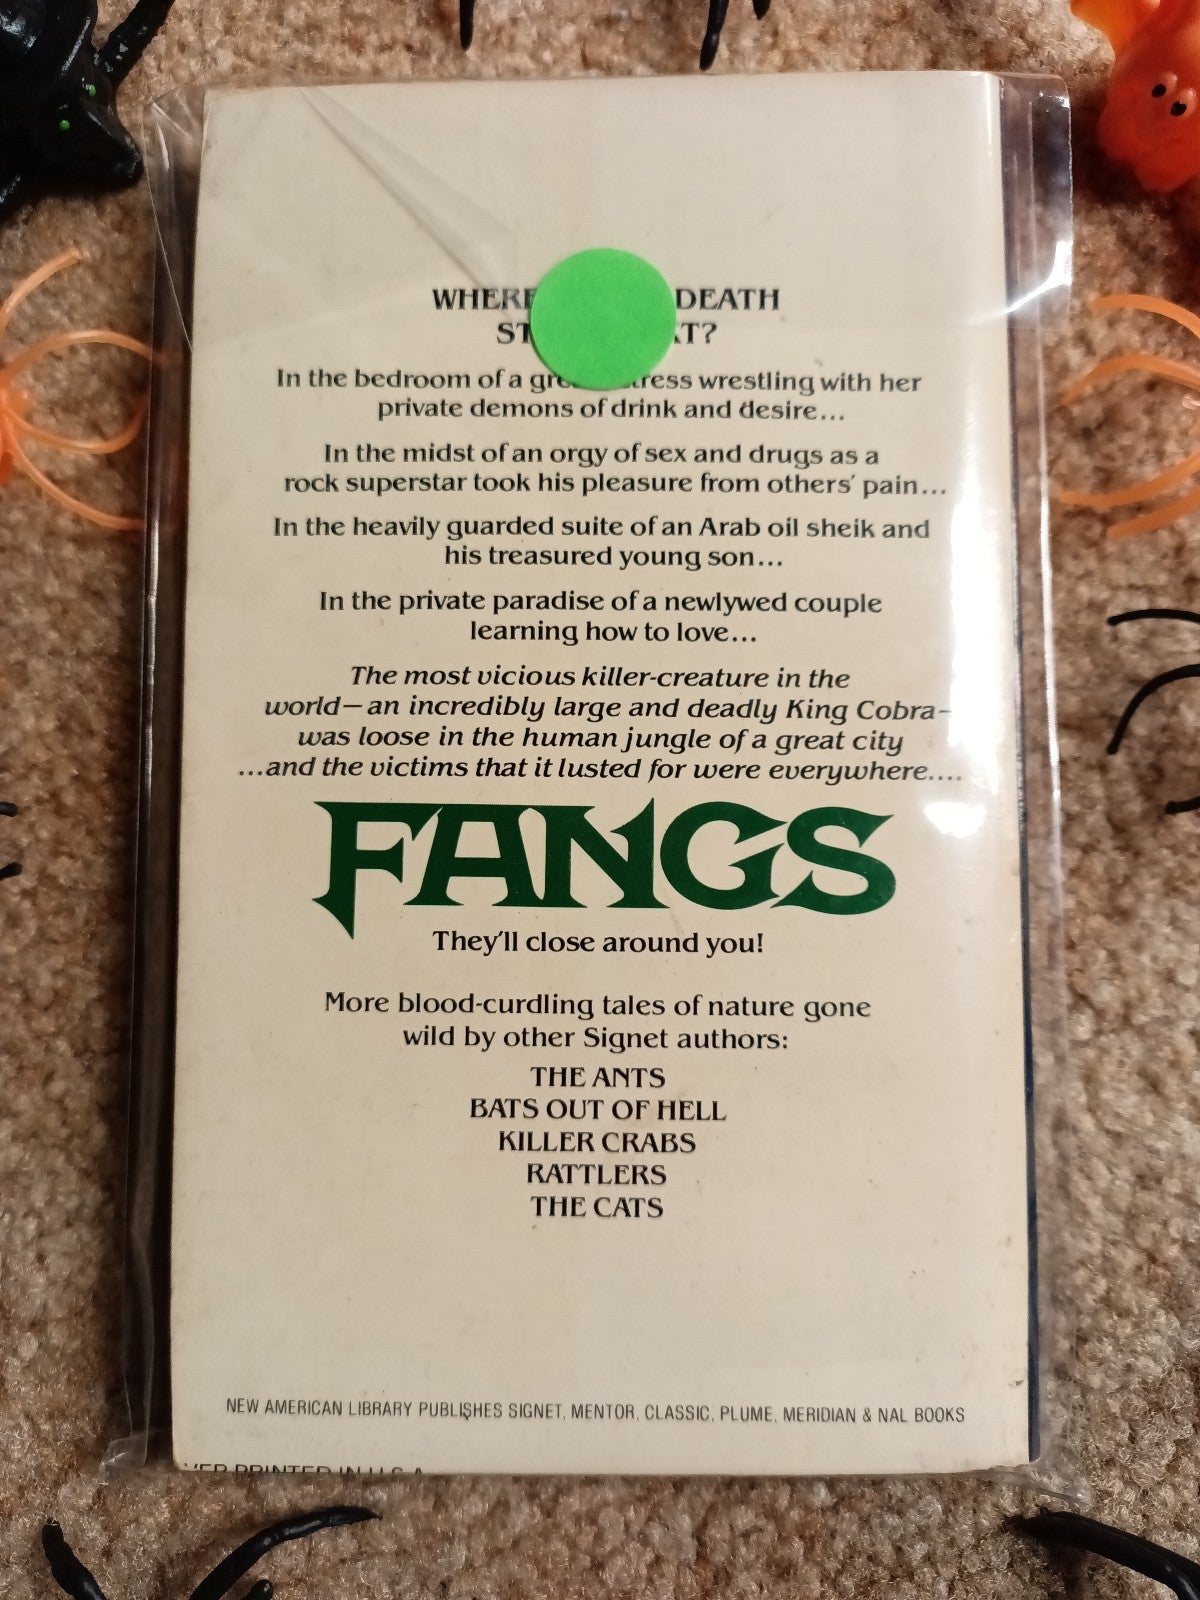 WHERE DEATH
ST XT?
In the bedroom of a gr ress wrestling with her
private demons of drink and desire...
In the midst of an orgy of sex and drugs as a
rock superstar took his pleasure from others' pain...
In the heavily guarded suite of an Arab oil sheik and
his treasured young son...
In the private paradise of a newlywed couple
learning how to love...
The most vicious killer-creature in the
world—an incredibly large and deadly King Cobra—
was loose in the human jungle of a great city
...and the victims that it lusted for were everywhere....
FANGS
They'll close around you!
More blood-curdling tales of nature gone
wild by other Signet authors:
THE ANTS
BATS OUT OF HELL
KILLER CRABS
RATTLERS
THE CATS
NEW AMERICAN LIBRARY PUBLISHES SIGNET, MENTOR, CLASSIC, PLUME, MERIDIAN & NAL BOOKS
VER PRINTED IN U.S.A.